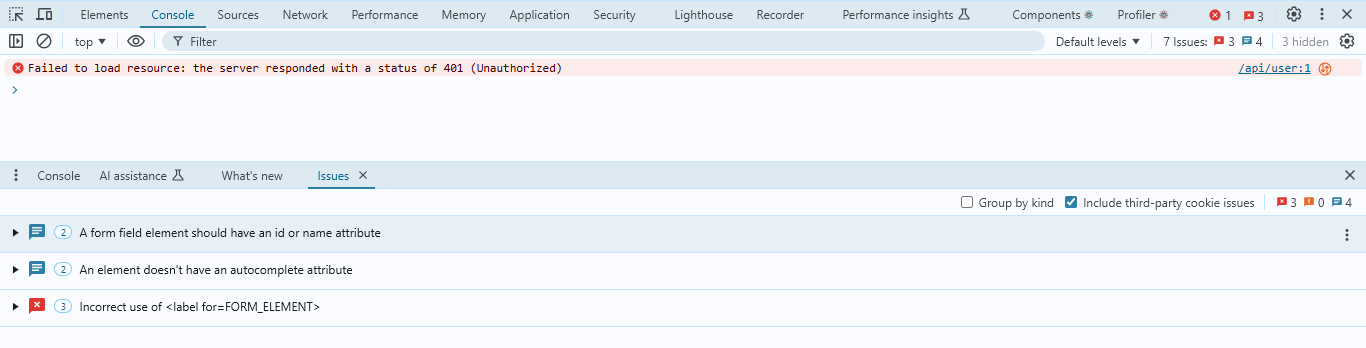 Elements Console Sources Network Performance Memory Application Security Lighthouse Recorder Performance insights Components Profiler 1 3
top Filter Default levels 7 Issues: 3 4 3 hidden
Failed to load resource: the server responded with a status of 401 (Unauthorized) /api/user:1
Console AI assistance What's new Issues
Group by kind Include third-party cookie issues 3 0 4
2 A form field element should have an id or name attribute
2 An element doesn't have an autocomplete attribute
3 Incorrect use of <label for=FORM_ELEMENT>